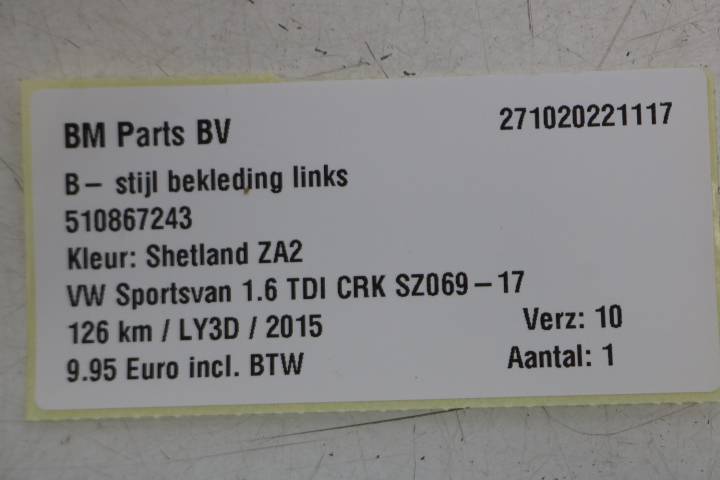 BM Parts BV 271020221117
B- stijl bekleding links
510867243
Kleur: Shetland ZA2
VW Sportsvan 1.6 TDI CRK SZ069-17
126 km / LY3D / 2015 Verz: 10
9.95 Euro incl. BTW Aantal: 1